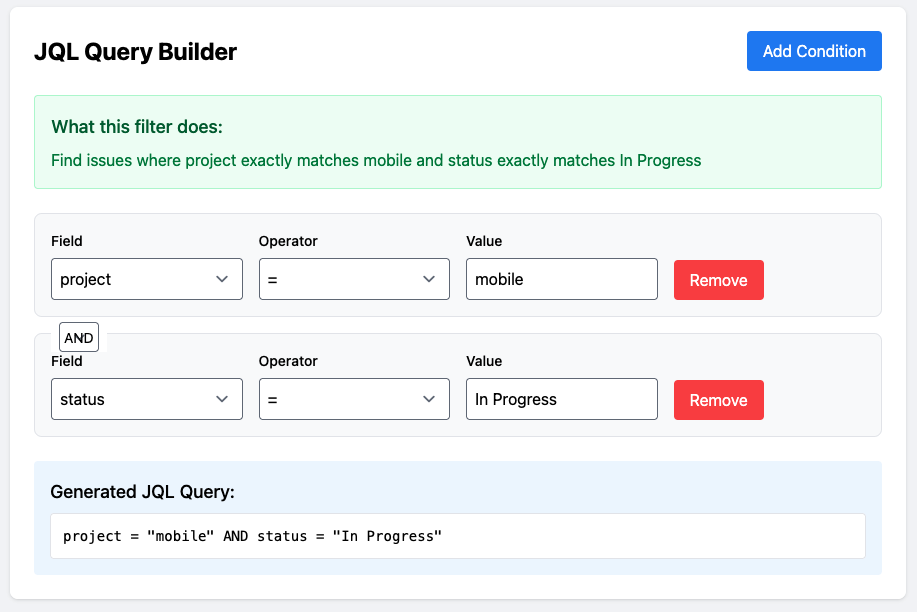 JQL Query Builder
Add Condition
What this filter does:
Find issues where project exactly matches mobile and status exactly matches In Progress
Field Operator Value
project = mobile Remove
AND
Field Operator Value
status = In Progress Remove
Generated JQL Query:
project = "mobile" AND status = "In Progress"